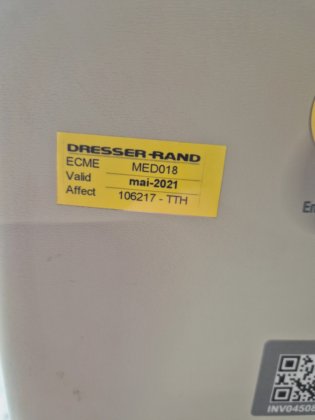 DRESSER-RAND
ECME MED018
Valid mai-2021
Affect 106217 - TTH